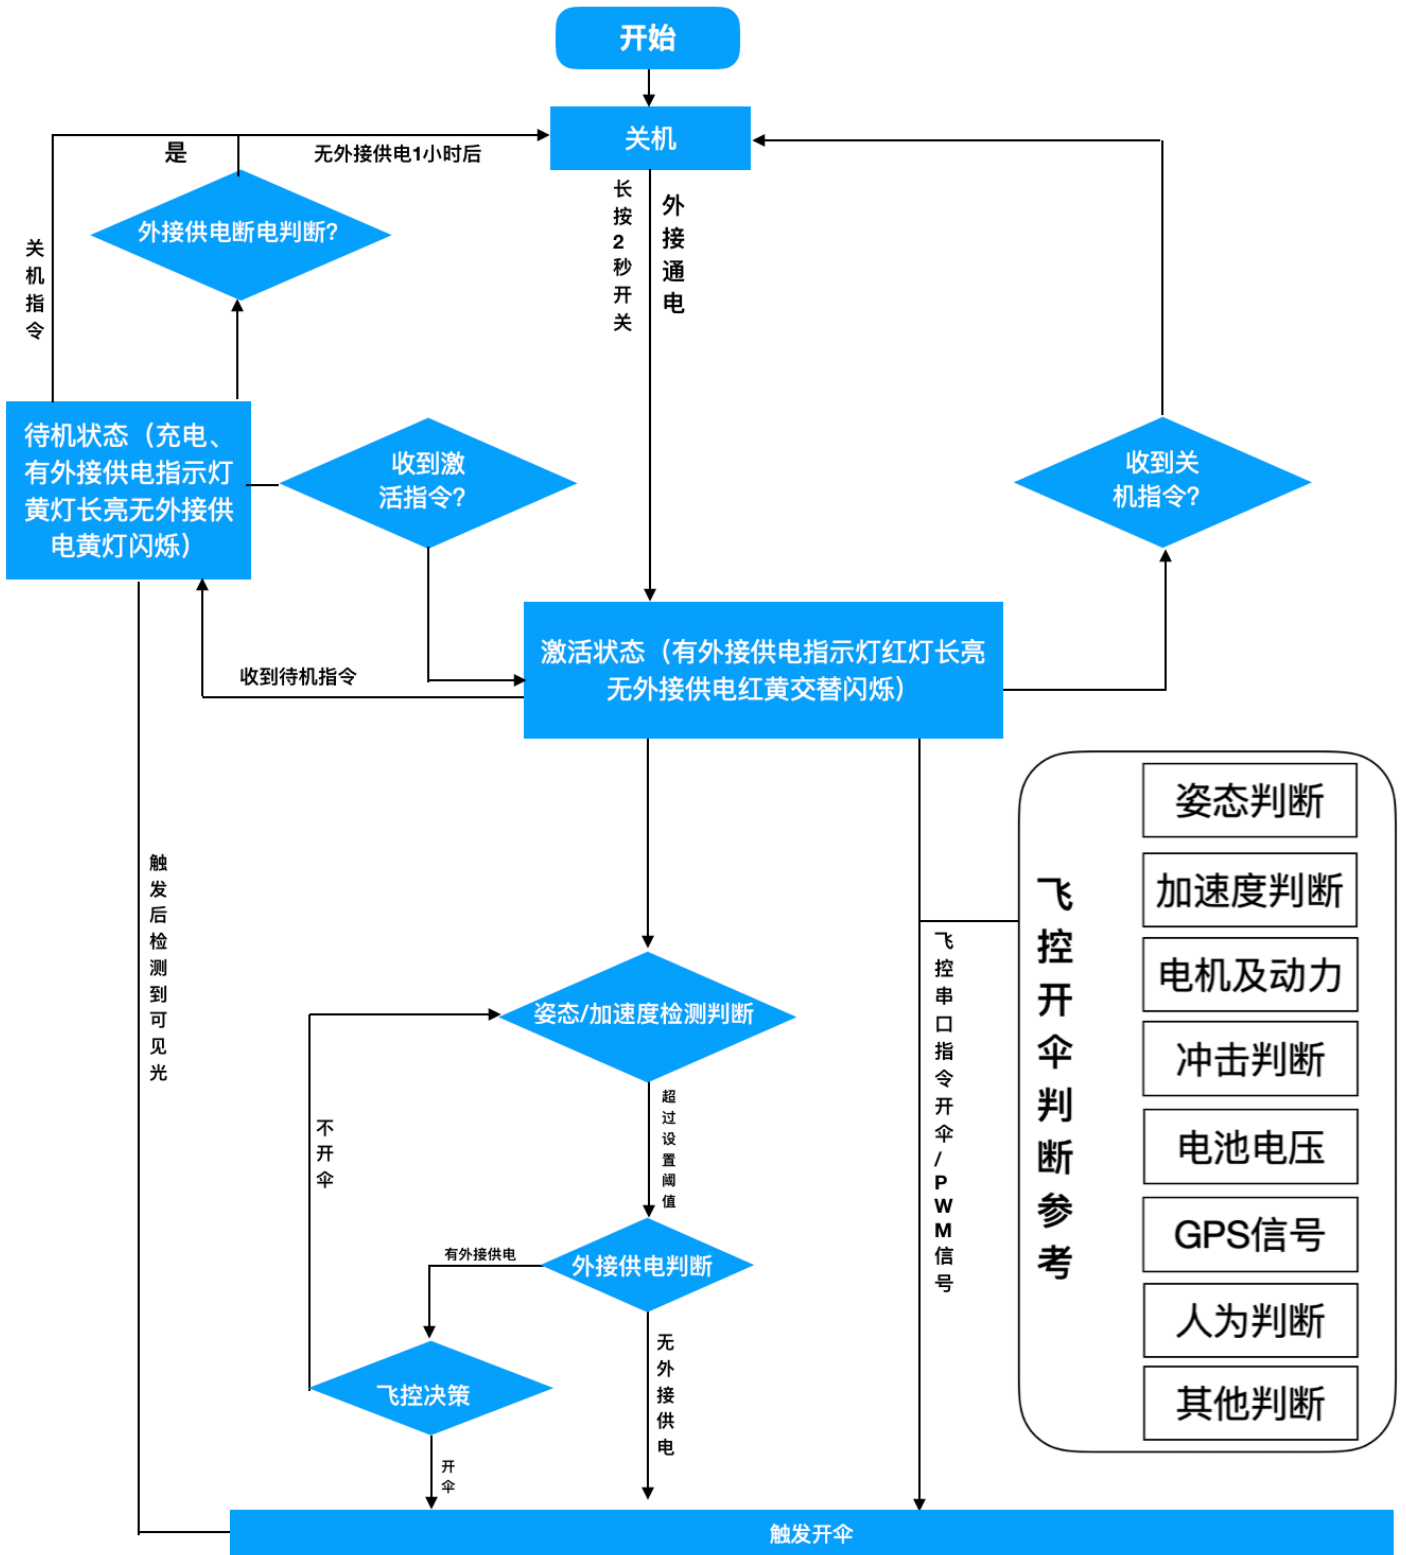 开始
关机
是
无外接供电1小时后
外接供电断电判断?
关机指令
长按2秒开关
外接通电
待机状态（充电、
有外接供电指示灯
黄灯长亮无外接供
电黄灯闪烁）
收到激
活指令?
收到关
机指令?
激活状态（有外接供电指示灯红灯长亮
无外接供电红黄交替闪烁）
收到待机指令
触发后检测到可见光
姿态/加速度检测判断
超过设置阈值
不开伞
有外接供电
外接供电判断
飞控决策
无外接供电
开伞
飞控串口指令开伞/PWM信号
飞控开伞判断参考
姿态判断
加速度判断
电机及动力
冲击判断
电池电压
GPS信号
人为判断
其他判断
触发开伞